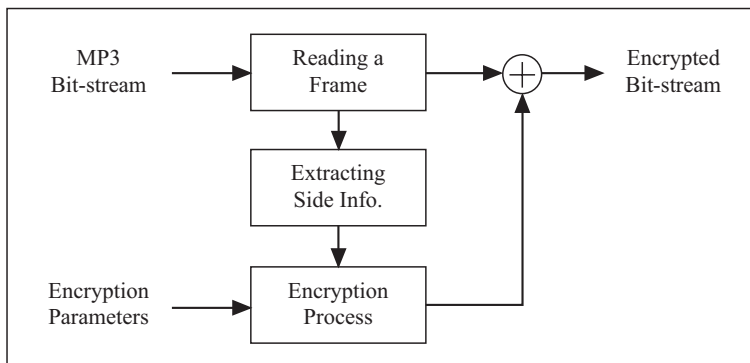 MP3
Bit-stream
Reading a
Frame
Encrypted
Bit-stream
Extracting
Side Info.
Encryption
Parameters
Encryption
Process